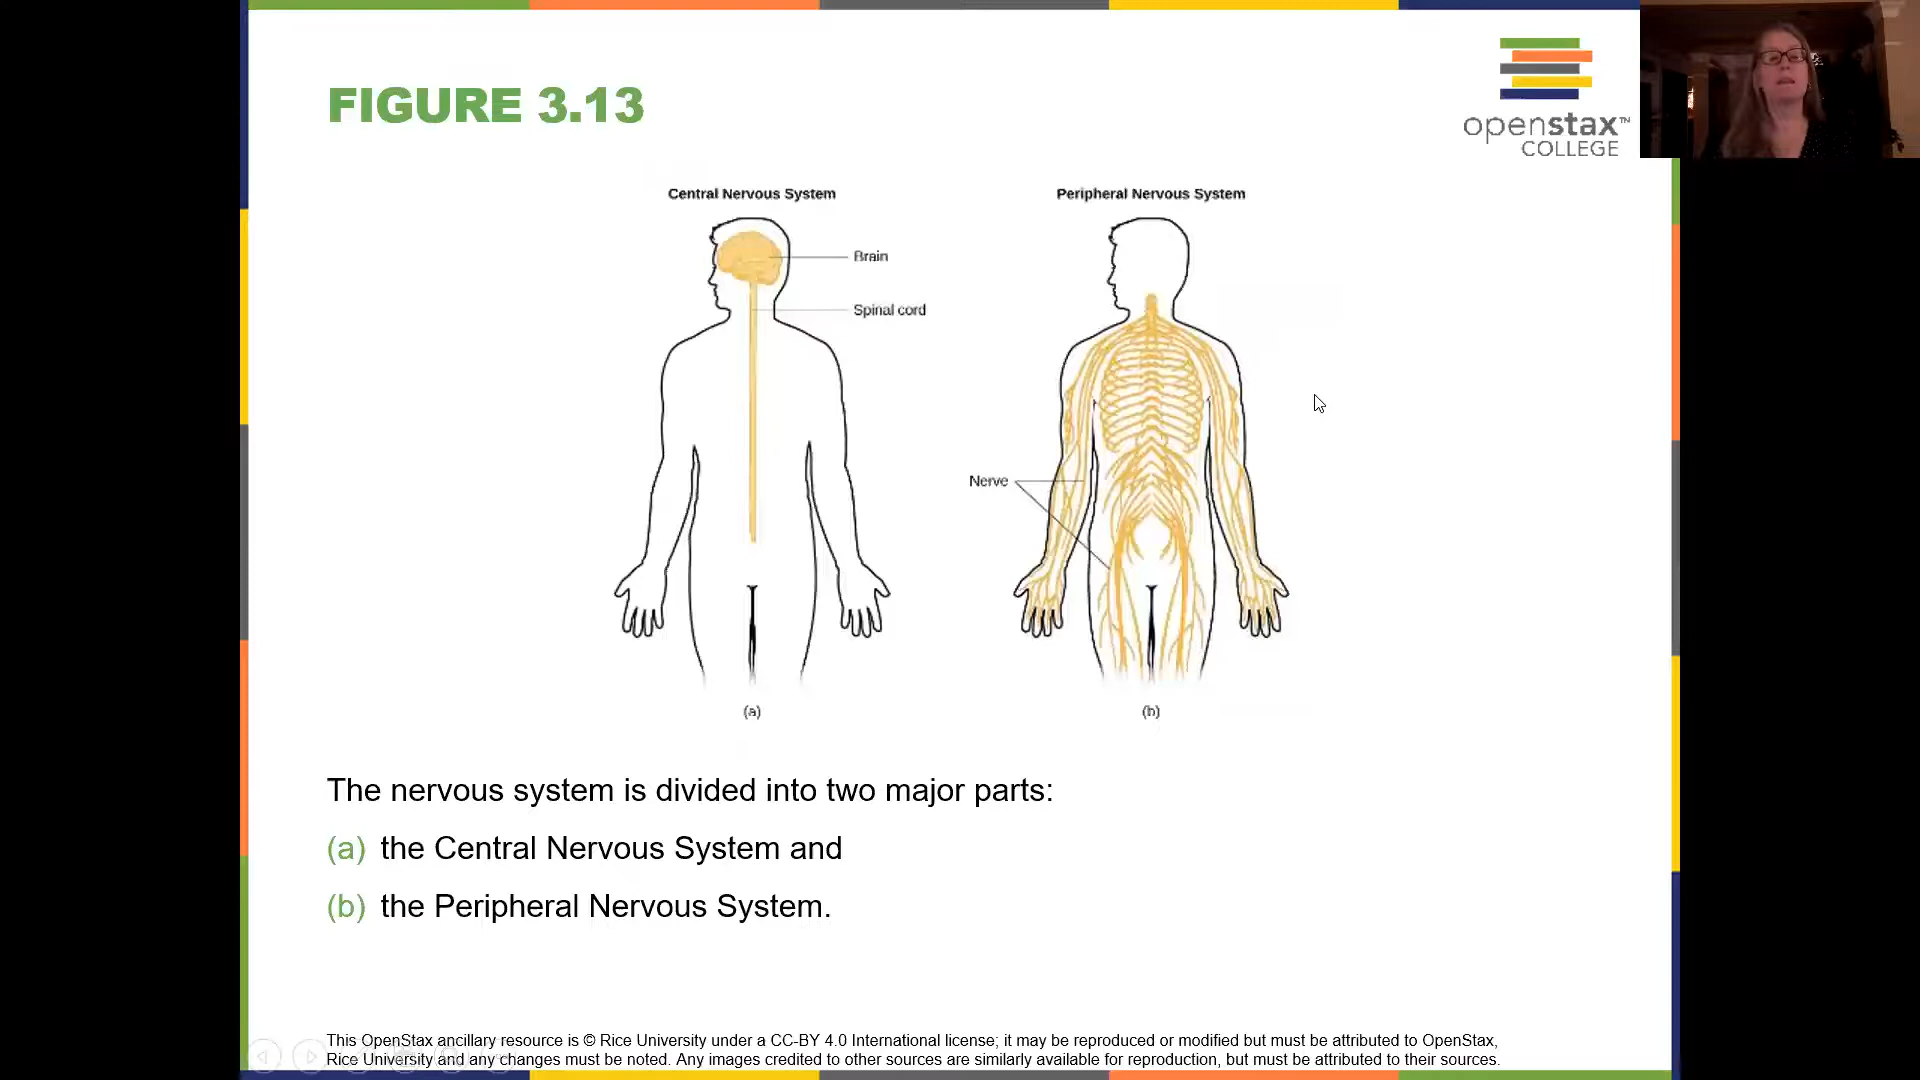 FIGURE 3.13
openstax™
COLLEGE
Central Nervous System
Peripheral Nervous System
Brain
Spinal cord
Nerve
(a)
(b)
The nervous system is divided into two major parts:
(a) the Central Nervous System and
(b) the Peripheral Nervous System.
This OpenStax ancillary resource is © Rice University under a CC-BY 4.0 International license; it may be reproduced or modified but must be attributed to OpenStax,
Rice University and any changes must be noted. Any images credited to other sources are similarly available for reproduction, but must be attributed to their sources.